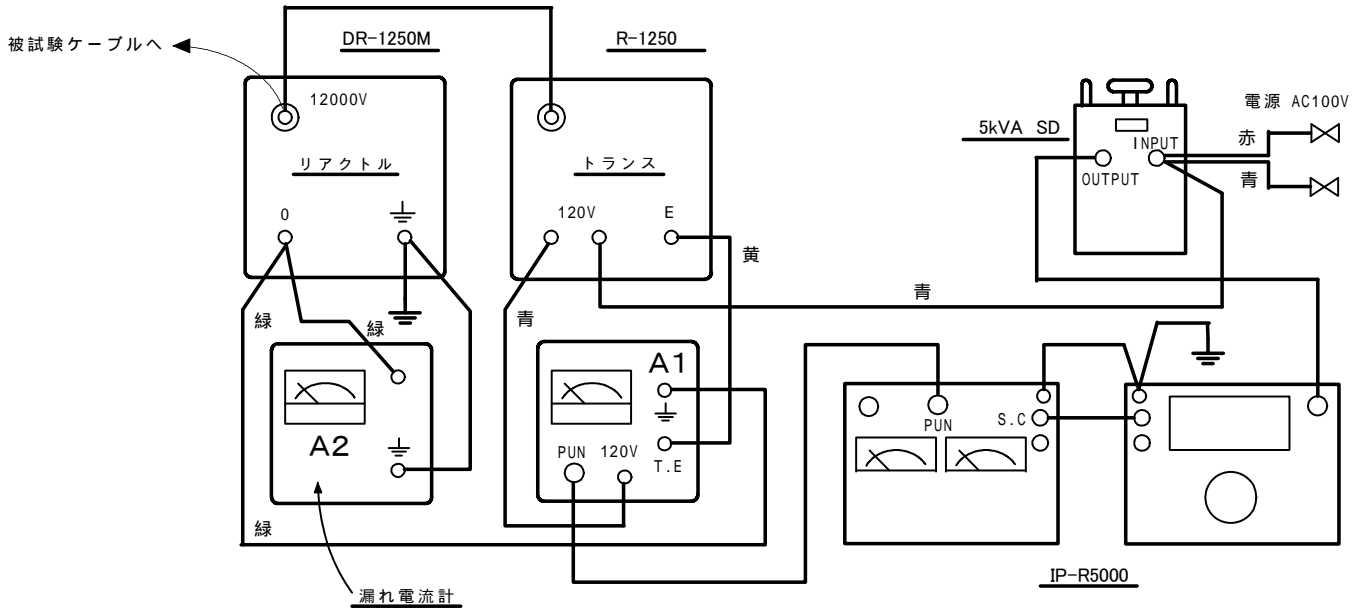 被試験ケーブルへ
DR-1250M
R-1250
12000V
リアクトル
0
トランス
120V
E
5kVA SD
INPUT
OUTPUT
電源 AC100V
赤
青
黄
青
青
緑
緑
緑
A2
A1
PUN
120V
T.E
PUN
S.C
IP-R5000
漏れ電流計